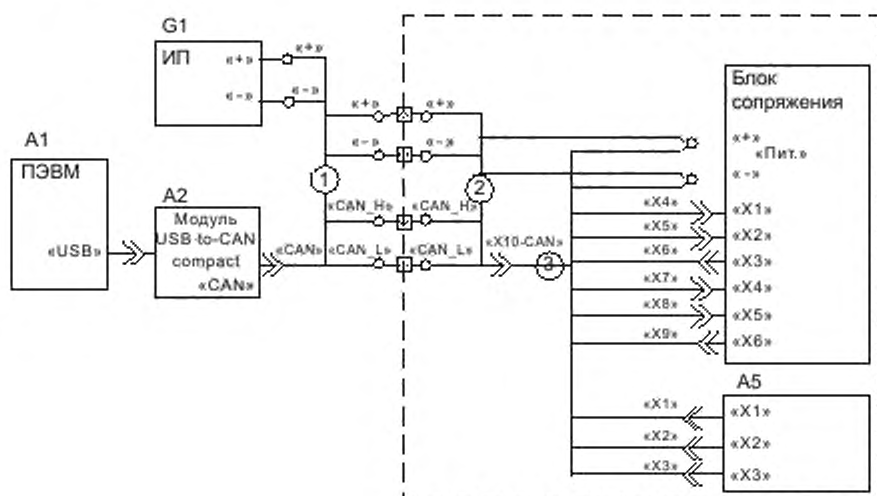 G1
ИП
«+»
«-»
«+»
«-»
A1
ПЭВМ
«USB»
A2
Модуль
USB-to-CAN
compact
«CAN»
«CAN»
«+»
«-»
1
«CAN_H»
«CAN_L»
«+»
«-»
2
«CAN_H»
«CAN_L»
«X10-CAN»
3
Блок
сопряжения
«+»
«Пит.»
«-»
«X4»
«X1»
«X5»
«X2»
«X6»
«X3»
«X7»
«X4»
«X8»
«X5»
«X9»
«X6»
A5
«X1»
«X1»
«X2»
«X2»
«X3»
«X3»